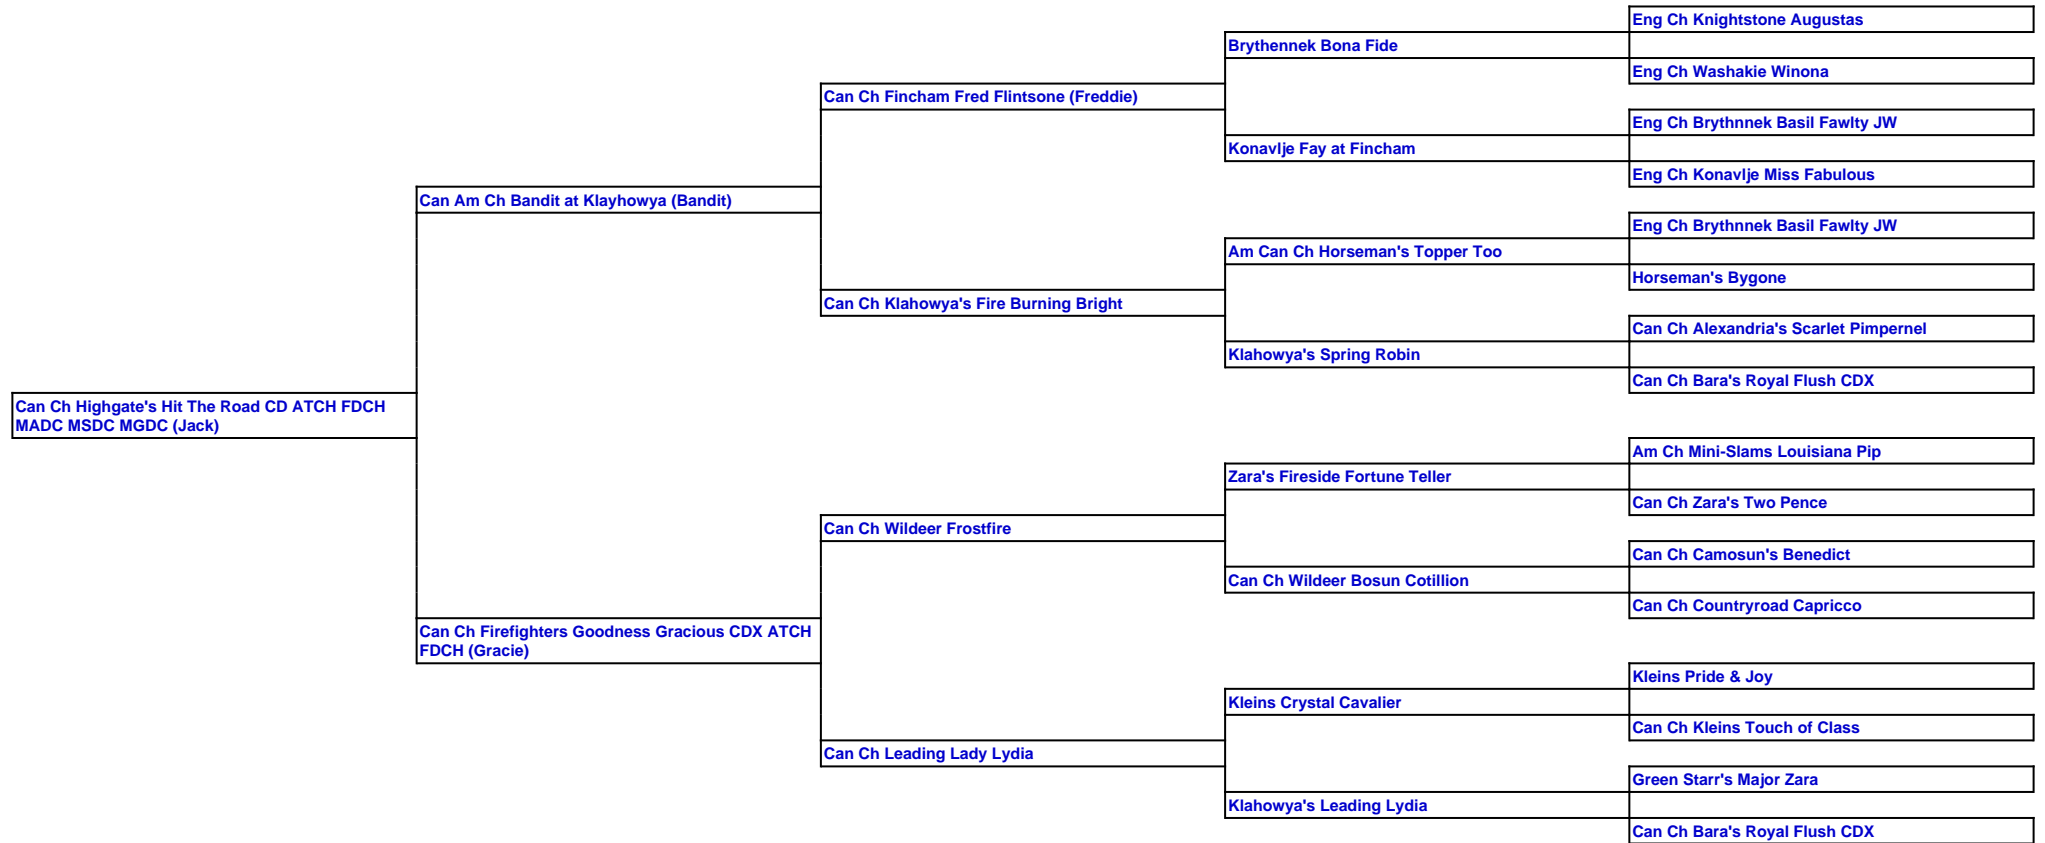 Eng Ch Knightstone Augustas
Brythennek Bona Fide
Eng Ch Washakie Winona
Can Ch Fincham Fred Flintsone (Freddie)
Eng Ch Brythnnek Basil Fawlty JW
Konavlje Fay at Fincham
Eng Ch Konavlje Miss Fabulous
Can Am Ch Bandit at Klayhowya (Bandit)
Eng Ch Brythnnek Basil Fawlty JW
Am Can Ch Horseman's Topper Too
Horseman's Bygone
Can Ch Klahowya's Fire Burning Bright
Can Ch Alexandria's Scarlet Pimpernel
Klahowya's Spring Robin
Can Ch Bara's Royal Flush CDX
Can Ch Highgate's Hit The Road CD ATCH FDCH
MADC MSDC MGDC (Jack)
Am Ch Mini-Slams Louisiana Pip
Zara's Fireside Fortune Teller
Can Ch Zara's Two Pence
Can Ch Wildeer Frostfire
Can Ch Camosun's Benedict
Can Ch Wildeer Bosun Cotillion
Can Ch Countryroad Capricco
Can Ch Firefighters Goodness Gracious CDX ATCH
FDCH (Gracie)
Kleins Pride & Joy
Kleins Crystal Cavalier
Can Ch Kleins Touch of Class
Can Ch Leading Lady Lydia
Green Starr's Major Zara
Klahowya's Leading Lydia
Can Ch Bara's Royal Flush CDX